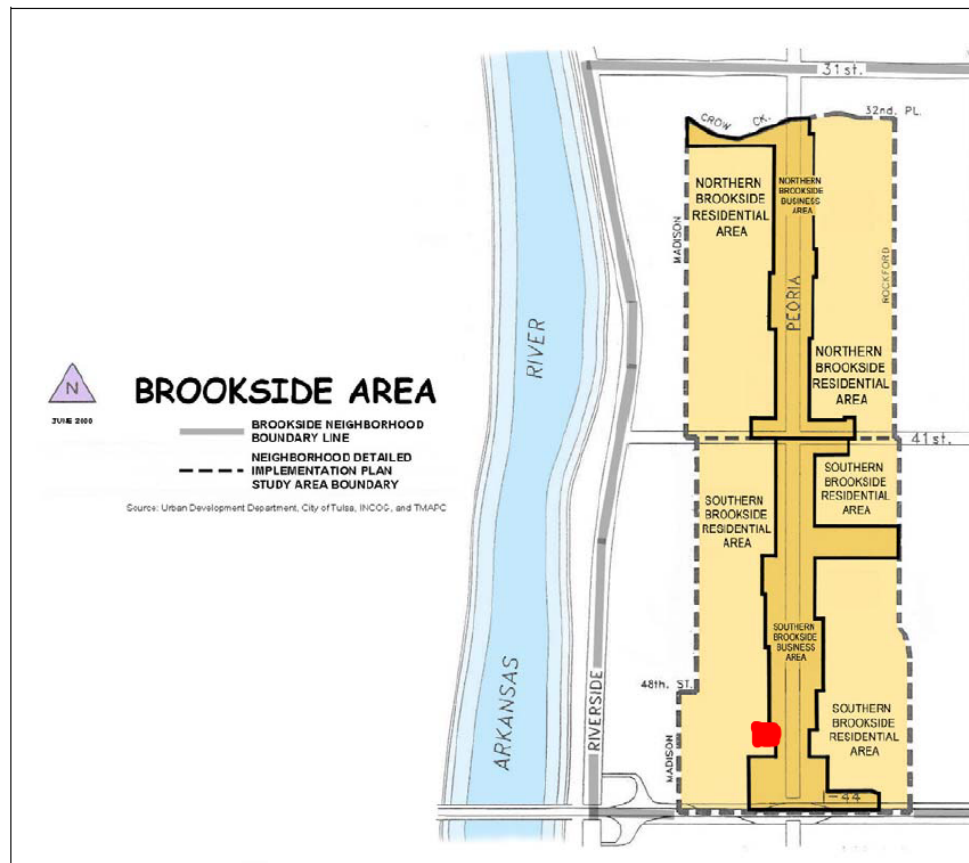 31st.
CROW CK.
32nd. PL.
NORTHERN
BROOKSIDE
RESIDENTIAL
AREA
NORTHERN
BROOKSIDE
BUSINESS
AREA
MADISON
ROCKFORD
PEORIA
RIVER
NORTHERN
BROOKSIDE
RESIDENTIAL
AREA
N
JUNE 2000
BROOKSIDE AREA
BROOKSIDE NEIGHBORHOOD
BOUNDARY LINE
NEIGHBORHOOD DETAILED
IMPLEMENTATION PLAN
STUDY AREA BOUNDARY
Source: Urban Development Department, City of Tulsa, INCOG, and TMAPC
41st.
SOUTHERN
BROOKSIDE
RESIDENTIAL
AREA
SOUTHERN
BROOKSIDE
RESIDENTIAL
AREA
SOUTHERN
BROOKSIDE
BUSINESS
AREA
ARKANSAS
RIVERSIDE
48th. ST.
MADISON
SOUTHERN
BROOKSIDE
RESIDENTIAL
AREA
I-44